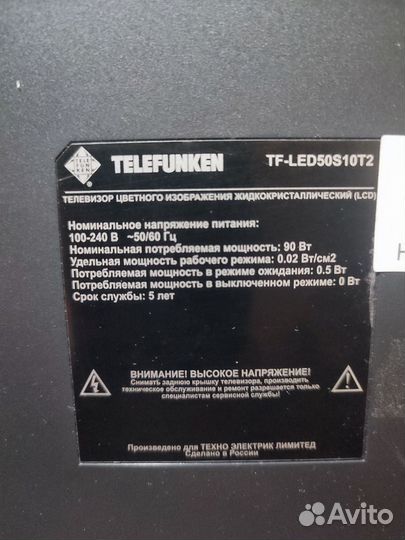 TELE
FUN
KEN
TELEFUNKEN
TF-LED50S10T2
ТЕЛЕВИЗОР ЦВЕТНОГО ИЗОБРАЖЕНИЯ ЖИДКОКРИСТАЛЛИЧЕСКИЙ (LCD)
Номинальное напряжение питания:
100-240 В ~50/60 Гц
Номинальная потребляемая мощность: 90 Вт
Удельная мощность рабочего режима: 0.02 Вт/см2
Потребляемая мощность в режиме ожидания: 0.5 Вт
Потребляемая мощность в выключенном режиме: 0 Вт
Срок службы: 5 лет
ВНИМАНИЕ! ВЫСОКОЕ НАПРЯЖЕНИЕ!
Снимать заднюю крышку телевизора, производить
техническое обслуживание и ремонт разрешается только
специалистам сервисной службы!
Произведено для ТЕХНО ЭЛЕКТРИК ЛИМИТЕД
Сделано в России
Avito